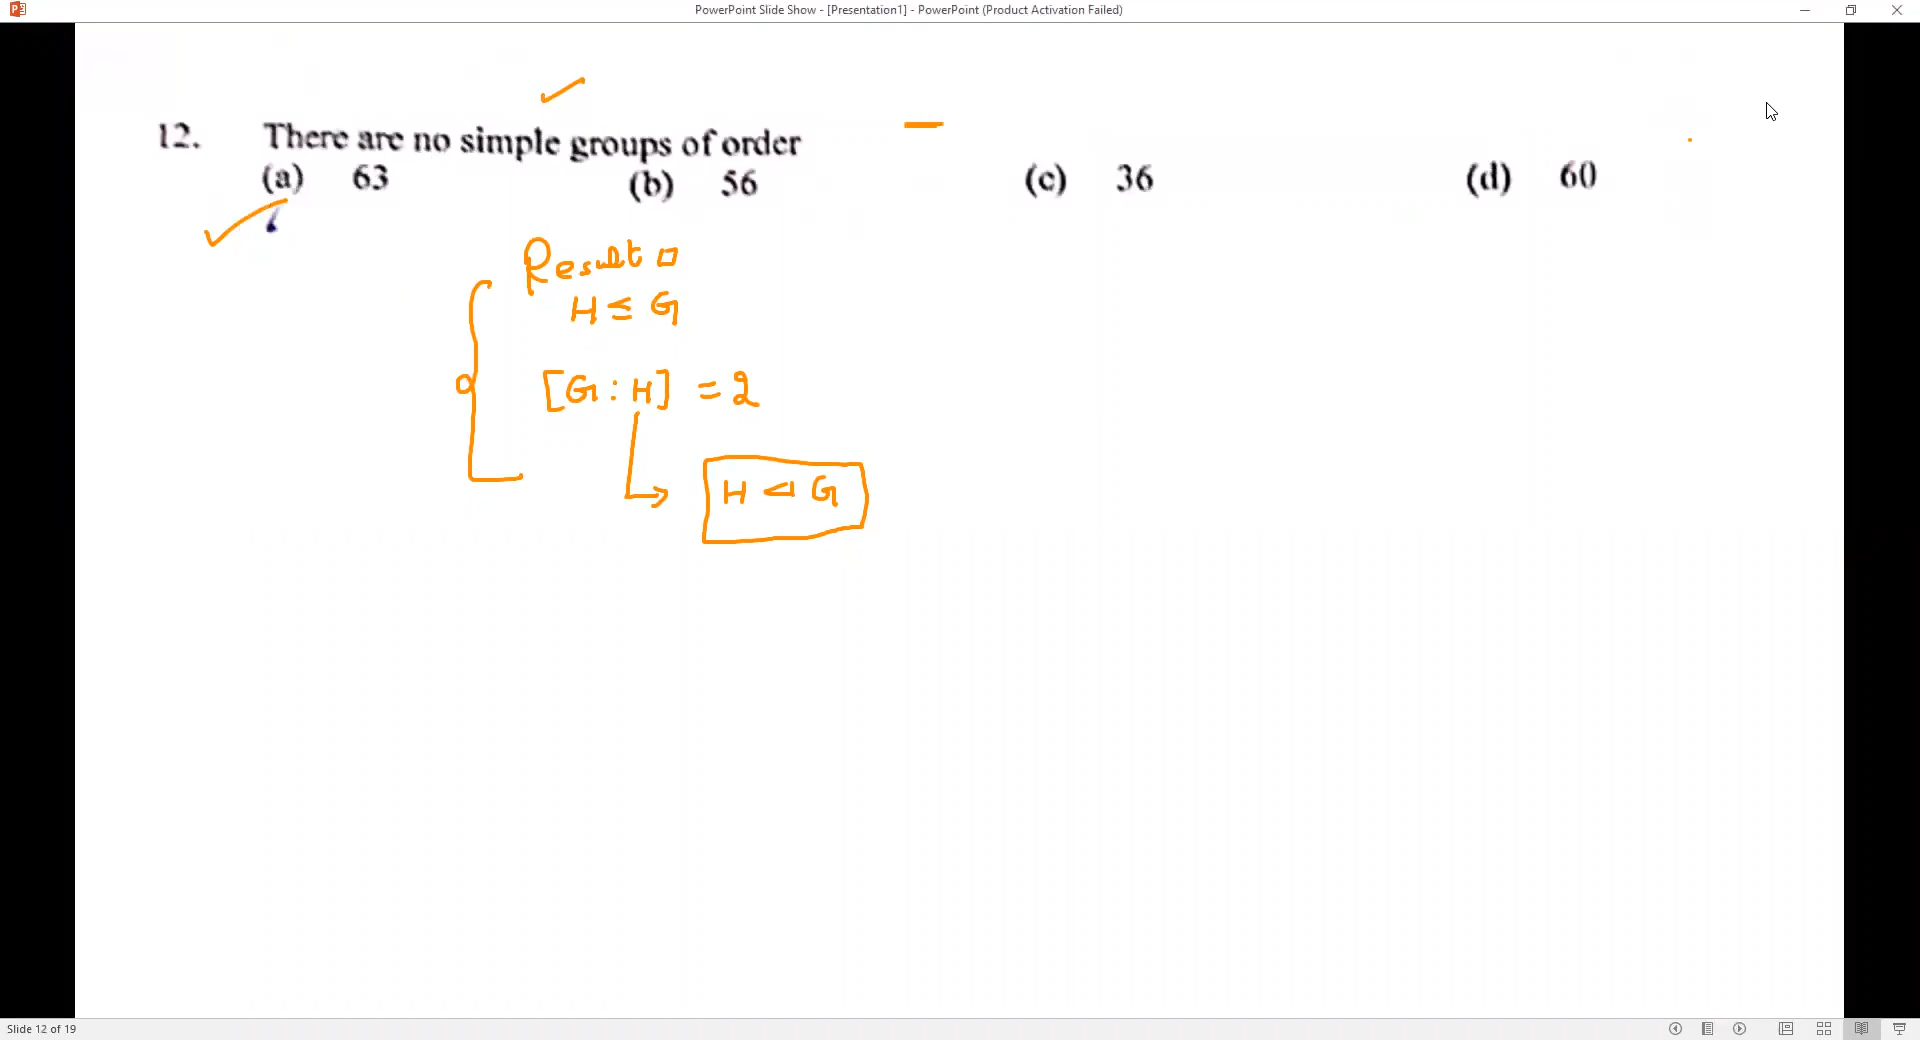 PowerPoint Slide Show - [Presentation1] - PowerPoint (Product Activation Failed)
12. There are no simple groups of order
(a) 63 (b) 56 (c) 36 (d) 60
Result
H ≤ G
[G : H] = 2
H ⊲ G
Slide 12 of 19